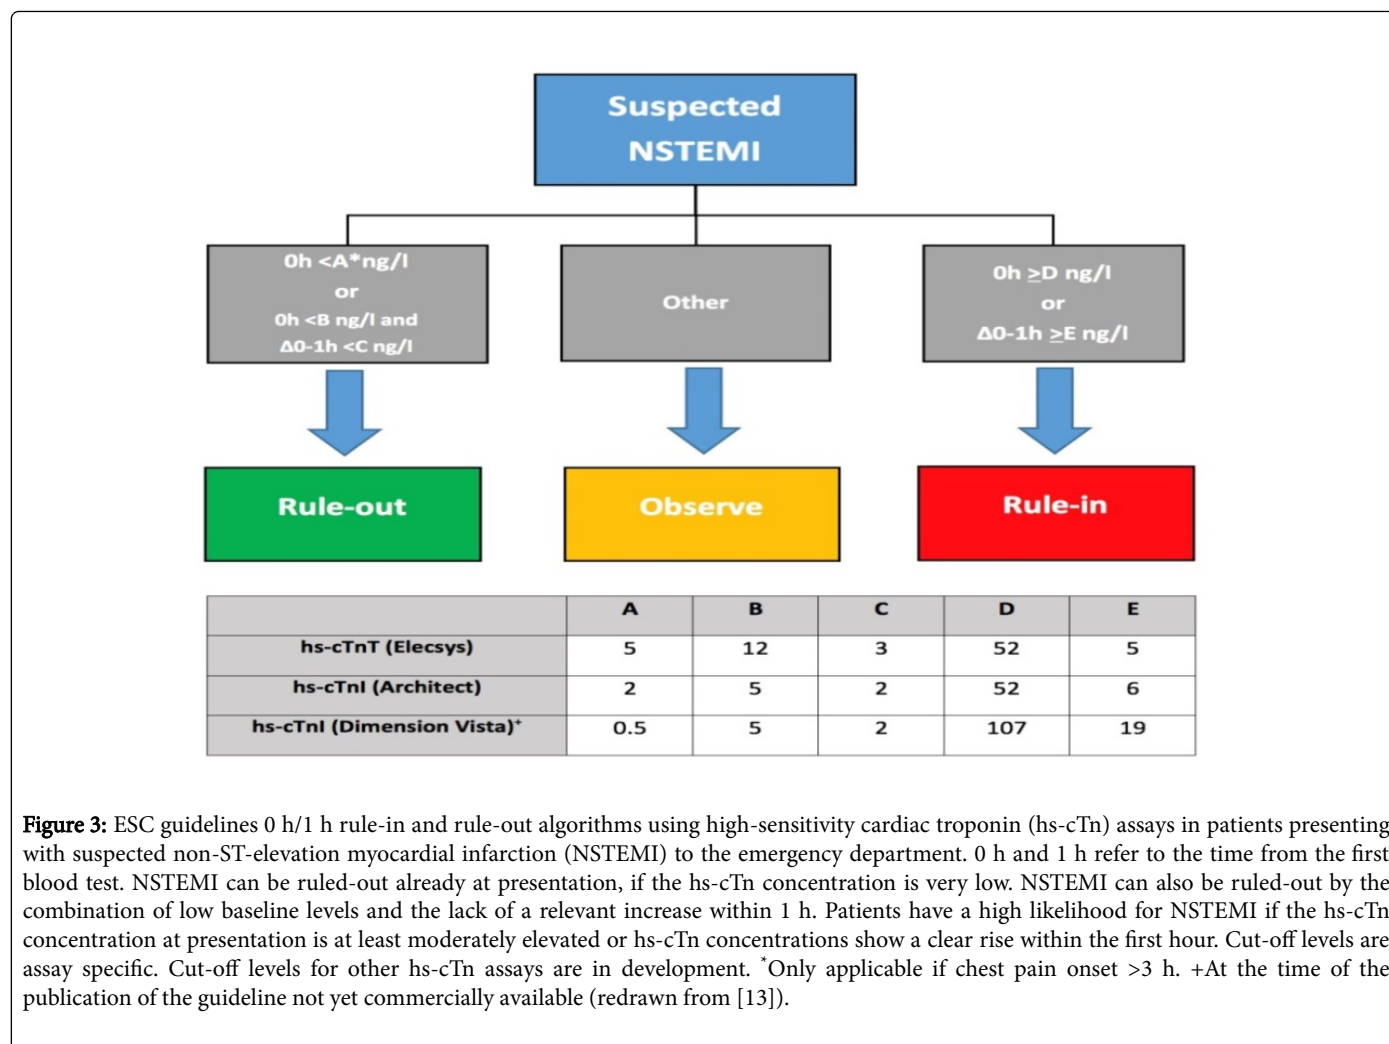 Suspected
NSTEMI
0h <A*ng/l
or
0h <B ng/l and
Δ0-1h <C ng/l
Other
0h ≥D ng/l
or
Δ0-1h ≥E ng/l
Rule-out
Observe
Rule-in
A B C D E
hs-cTnT (Elecsys) 5 12 3 52 5
hs-cTnI (Architect) 2 5 2 52 6
hs-cTnI (Dimension Vista)+ 0.5 5 2 107 19
Figure 3: ESC guidelines 0 h/1 h rule-in and rule-out algorithms using high-sensitivity cardiac troponin (hs-cTn) assays in patients presenting
with suspected non-ST-elevation myocardial infarction (NSTEMI) to the emergency department. 0 h and 1 h refer to the time from the first
blood test. NSTEMI can be ruled-out already at presentation, if the hs-cTn concentration is very low. NSTEMI can also be ruled-out by the
combination of low baseline levels and the lack of a relevant increase within 1 h. Patients have a high likelihood for NSTEMI if the hs-cTn
concentration at presentation is at least moderately elevated or hs-cTn concentrations show a clear rise within the first hour. Cut-off levels are
assay specific. Cut-off levels for other hs-cTn assays are in development. *Only applicable if chest pain onset >3 h. +At the time of the
publication of the guideline not yet commercially available (redrawn from [13]).